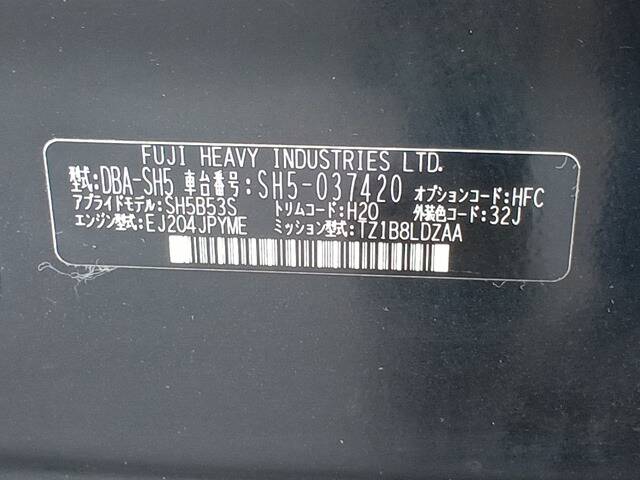 FUJI HEAVY INDUSTRIES LTD.
型式:DBA-SH5 車台番号:SH5-037420 オプションコード:HFC
アプライドモデル:SH5B53S トリムコード:H20 外装色コード:32J
エンジン型式:EJ204JPYME ミッション型式:TZ1B8LDZAA